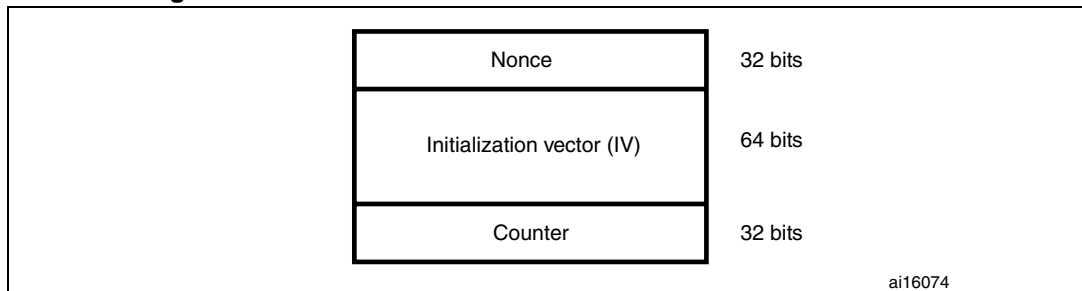 Nonce 32 bits
Initialization vector (IV) 64 bits
Counter 32 bits
ai16074